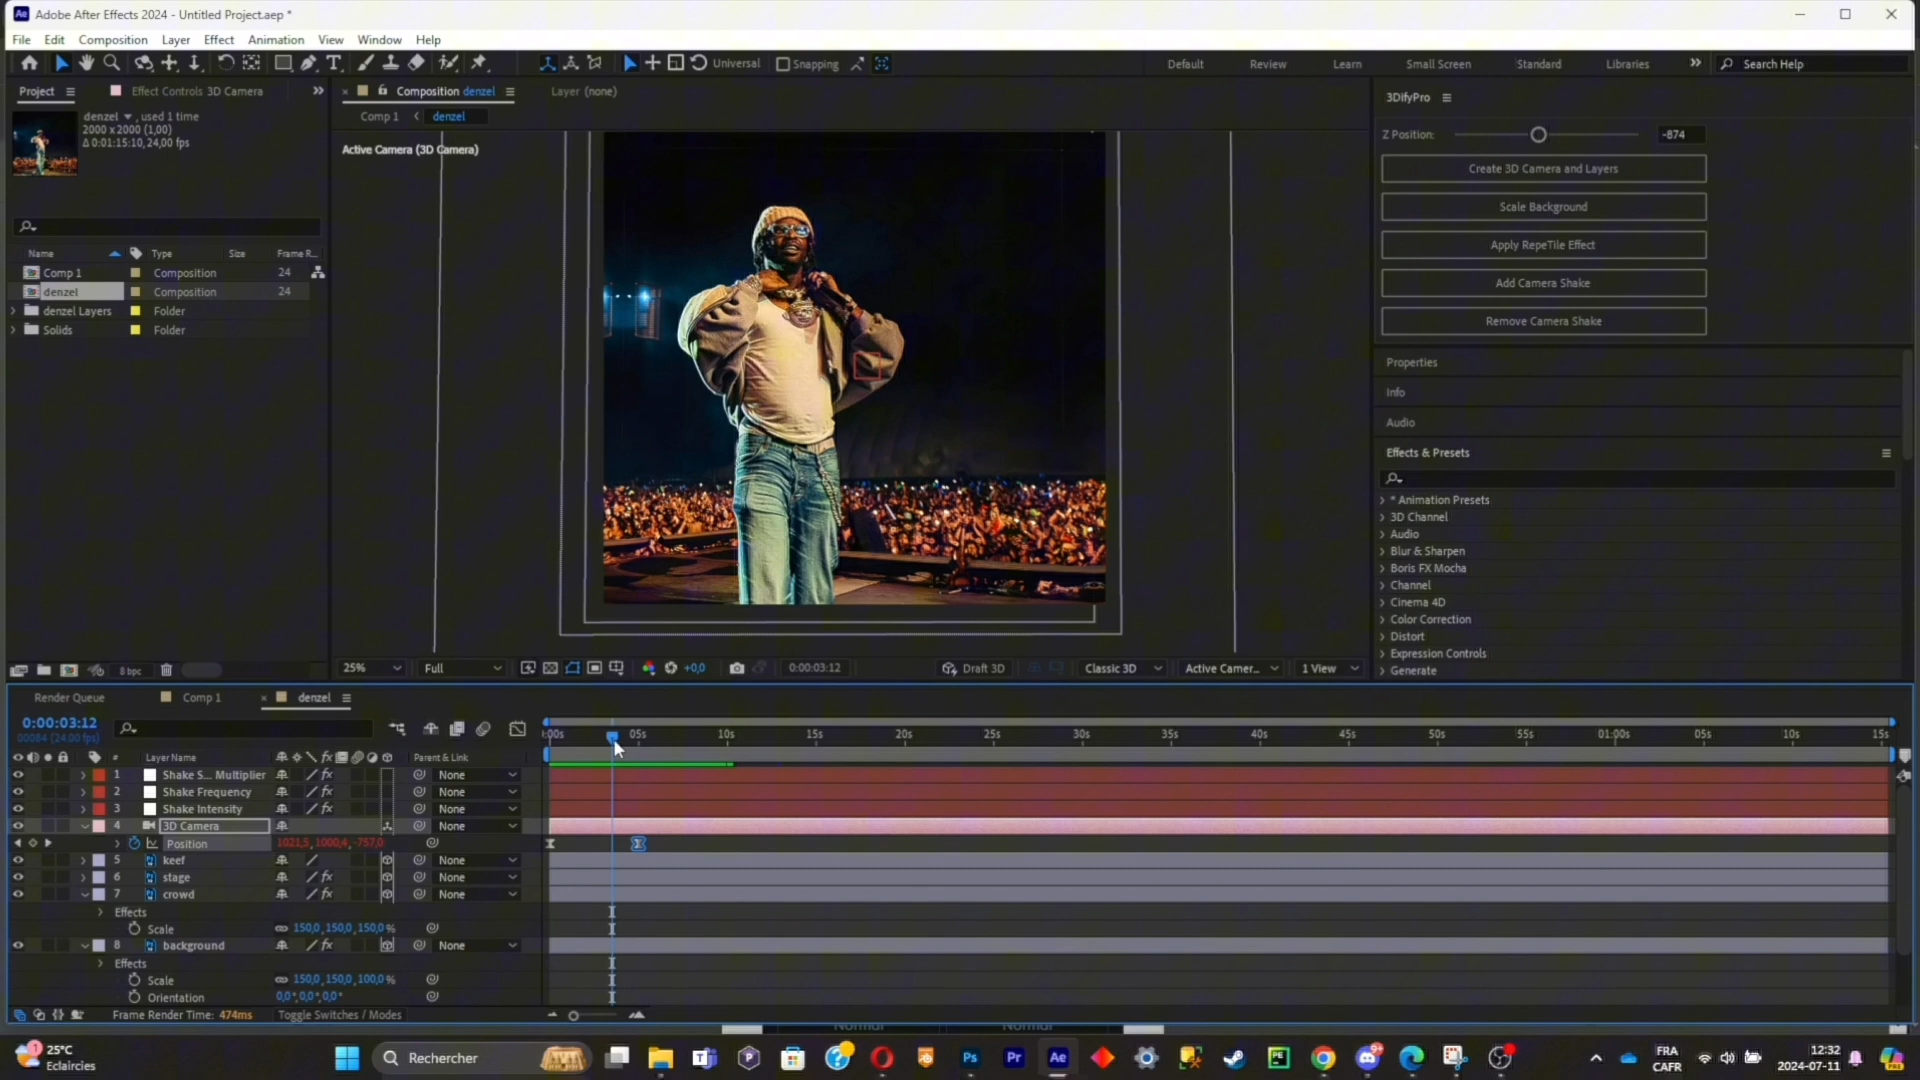 Adobe After Effects 2024 - Untitled Project.aep *
File Edit Composition Layer Effect Animation View Window Help
Universal Snapping Default Review Learn Small Screen Standard Libraries Search Help
Project Effect Controls 3D Camera
denzel, used 1 time
2000 x 2000 (1,00)
Δ 0:01:15:10, 24,00 fps
Name Type Size Frame R...
Comp 1 Composition 24
denzel Composition 24
denzel Layers Folder
Solids Folder
8 bpc
Composition denzel Layer (none)
Comp 1 denzel
Active Camera (3D Camera)
25% Full +0,0 0:00:03:12 Draft 3D Classic 3D Active Camer... 1 View
3DifyPro
Z Position: -874
Create 3D Camera and Layers
Scale Background
Apply RepeTile Effect
Add Camera Shake
Remove Camera Shake
Properties
Info
Audio
Effects & Presets
* Animation Presets
3D Channel
Audio
Blur & Sharpen
Boris FX Mocha
Channel
Cinema 4D
Color Correction
Distort
Expression Controls
Generate
Render Queue Comp 1 denzel
0:00:03:12
00084 (24.00 fps)
:00s 05s 10s 15s 20s 25s 30s 35s 40s 45s 50s 55s 01:00s 05s 10s 15s
# Layer Name Parent & Link
1 Shake S... Multiplier None
2 Shake Frequency None
3 Shake Intensity None
4 3D Camera None
Position 1021,5, 1000,4, -757,0
5 keef None
6 stage None
7 crowd None
Effects
Scale 150,0, 150,0, 150,0 %
8 background None
Effects
Scale 150,0, 150,0, 100,0 %
Orientation 0,0°, 0,0°, 0,0°
Frame Render Time: 474ms Toggle Switches / Modes
Normal Normal
25°C
Eclaircies
Rechercher
FRA
CAFR
12:32
2024-07-11